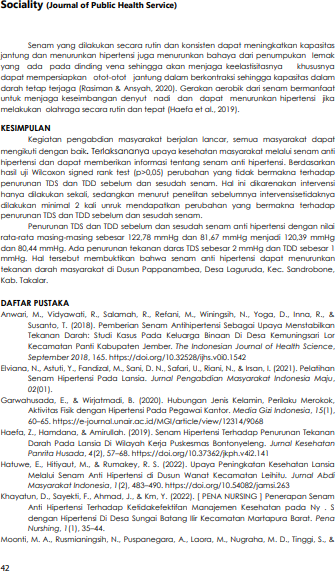 Sociality (Journal of Public Health Service)
Senam yang dilakukan secara rutin dan konsisten dapat meningkatkan kapasitas
jantung dan menurunkan hipertensi juga menurunkan bahaya dari penumpukan lemak
yang ada pada dinding vena sehingga akan menjaga keelastisitasnya khususnya
dapat mempersiapkan otot-otot jantung dalam berkontraksi sehingga kapasitas dalam
darah tetap terjaga (Rasiman & Ansyah, 2020). Gerakan aerobik dari senam bermanfaat
untuk menjaga keseimbangan denyut nadi dan dapat menurunkan hipertensi jika
melakukan olahraga secara rutin dan tepat (Haefa et al., 2019).
KESIMPULAN
Kegiatan pengabdian masyarakat berjalan lancar, semua masyarakat dapat
mengikuti dengan baik. Terlaksananya upaya kesehatan masyarakat melalui senam anti
hipertensi dan dapat memberikan informasi tentang senam anti hipertensi. Berdasarkan
hasil uji Wilcoxon signed rank test (p>0,05) perubahan yang tidak bermakna terhadap
penurunan TDS dan TDD sebelum dan sesudah senam. Hal ini dikarenakan intervensi
hanya dilakukan sekali, sedangkan menurut penelitian sebelumnya intervensisetidaknya
dilakukan minimal 2 kali unruk mendapatkan perubahan yang bermakna terhadap
penurunan TDS dan TDD sebelum dan sesudah senam.
Penurunan TDS dan TDD sebelum dan sesudah senam anti hipertensi dengan nilai
rata-rata masing-masing sebesar 122,78 mmHg dan 81,67 mmHg menjadi 120,39 mmHg
dan 80,44 mmHg. Ada penurunan tekanan daras TDS sebesar 2 mmHg dan TDD sebesar 1
mmHg. Hal tersebut membuktikan bahwa senam anti hipertensi dapat menurunkan
tekanan darah masyarakat di Dusun Pappanambea, Desa Laguruda, Kec. Sandrobone,
Kab. Takalar.
DAFTAR PUSTAKA
Anwari, M., Vidyawati, R., Salamah, R., Refani, M., Winingsih, N., Yoga, D., Inna, R., &
Susanto, T. (2018). Pemberian Senam Antihipertensi Sebagai Upaya Menstabilkan
Tekanan Darah: Studi Kasus Pada Keluarga Binaan Di Desa Kemuningsari Lor
Kecamatan Panti Kabupaten Jember. The Indonesian Journal of Health Science,
September 2018, 165. https://doi.org/10.32528/ijhs.v0i0.1542
Elviana, N., Astuti, Y., Fandizal, M., Sani, D. N., Safari, U., Riani, N., & Irsan, I. (2021). Pelatihan
Senam Hipertensi Pada Lansia. Jurnal Pengabdian Masyarakat Indonesia Maju,
02(01).
Garwahasada, E., & Wirjatmadi, B. (2020). Hubungan Jenis Kelamin, Perilaku Merokok,
Aktivitas Fisik dengan Hipertensi Pada Pegawai Kantor. Media Gizi Indonesia, 15(1),
60–65. https://e-journal.unair.ac.id/MGI/article/view/12314/9068
Haefa, Z., Hamdana, & Amirullah. (2019). Senam Hipertensi Terhadap Penurunan Tekanan
Darah Pada Lansia Di Wilayah Kerja Puskesmas Bontonyeleng. Jurnal Kesehatan
Panrita Husada, 4(2), 57–68. https://doi.org/10.37362/jkph.v4i2.141
Hatuwe, E., Hitiyaut, M., & Rumakey, R. S. (2022). Upaya Peningkatan Kesehatan Lansia
Melalui Senam Anti Hipertensi di Dusun Wanat Kecamatan Leihitu. Jurnal Abdi
Masyarakat Indonesia, 1(2), 483–490. https://doi.org/10.54082/jamsi.263
Khayatun, D., Sayekti, F., Ahmad, J., & Km, Y. (2022). [ PENA NURSING ] Penerapan Senam
Anti Hipertensi Terhadap Ketidakefektifan Manajemen Kesehatan pada Ny . S
dengan Hipertensi Di Desa Sungai Batang Ilir Kecamatan Martapura Barat. Pena
Nurshing, 1(1), 35–44.
Moonti, M. A., Rusmianingsih, N., Puspanegara, A., Laora, M., Nugraha, M. D., Tinggi, S., &
42